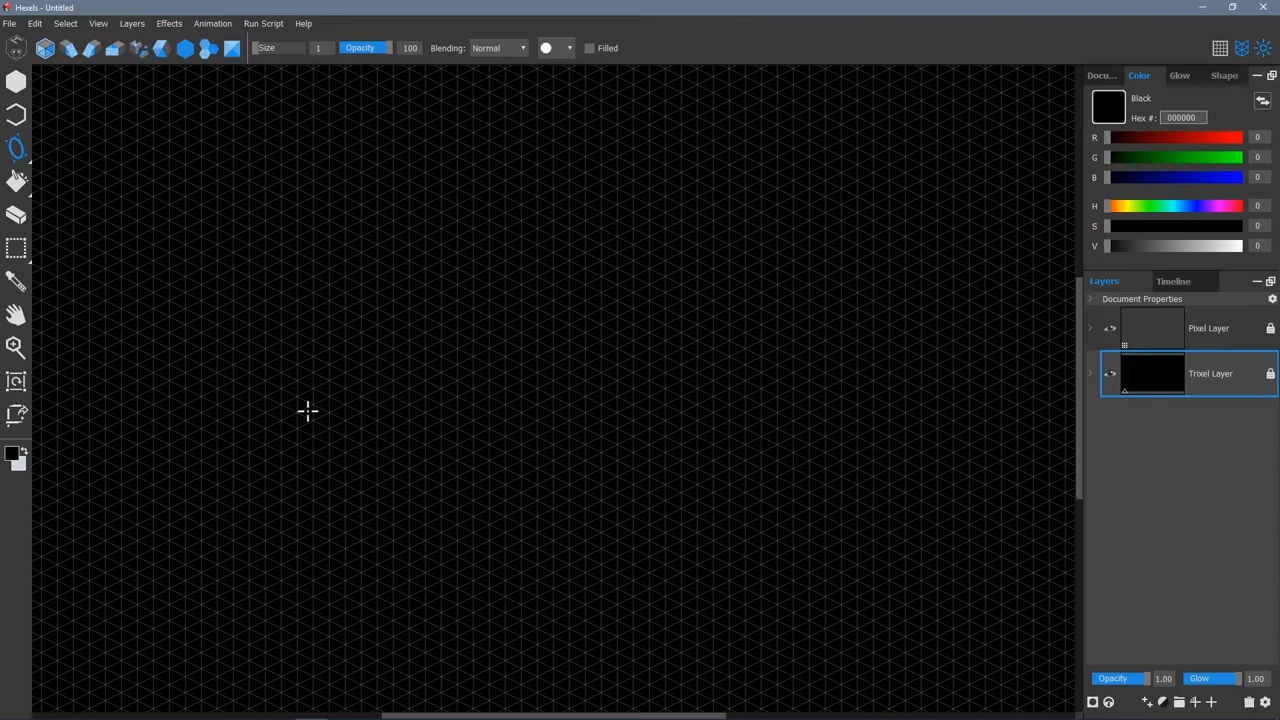 Hexels - Untitled
File Edit Select View Layers Effects Animation Run Script Help
Size 1 Opacity 100 Blending: Normal Filled
Docu... Color Glow Shape
Black
Hex #: 000000
R 0
G 0
B 0
H 0
S 0
V 0
Layers Timeline
Document Properties
Pixel Layer
Trixel Layer
Opacity 1.00 Glow 1.00